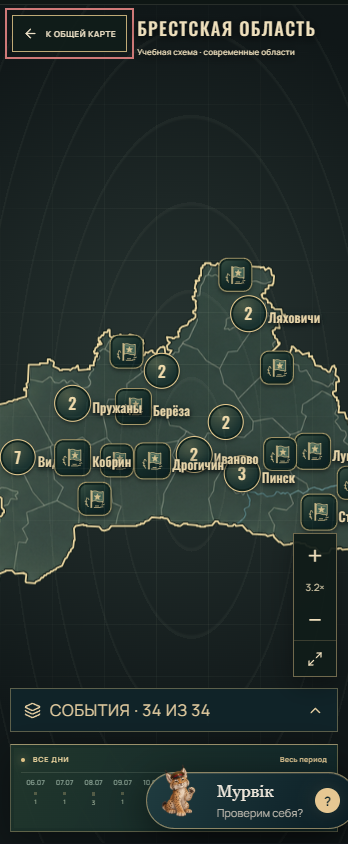 К ОБЩЕЙ КАРТЕ
БРЕСТСКАЯ ОБЛАСТЬ
Учебная схема · современные области
2
Ляховичи
2
2
Пружаны
Берёза
2
7
Кобрин
2
Дрогичин
Иваново
3
Пинск
+
3.2×
−
СОБЫТИЯ · 34 ИЗ 34
ВСЕ ДНИ
Весь период
06.07 07.07 08.07 09.07
1 1 3 1
Мурвік
Проверим себя?
?